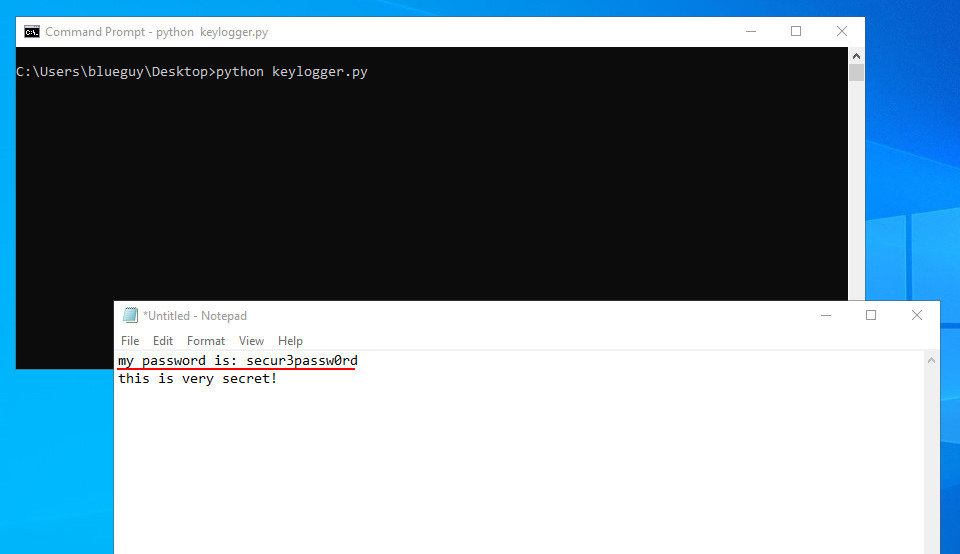 Command Prompt - python  keylogger.py
C:\Users\blueguy\Desktop>python keylogger.py
*Untitled - Notepad
File Edit Format View Help
my password is: secur3passw0rd
this is very secret!